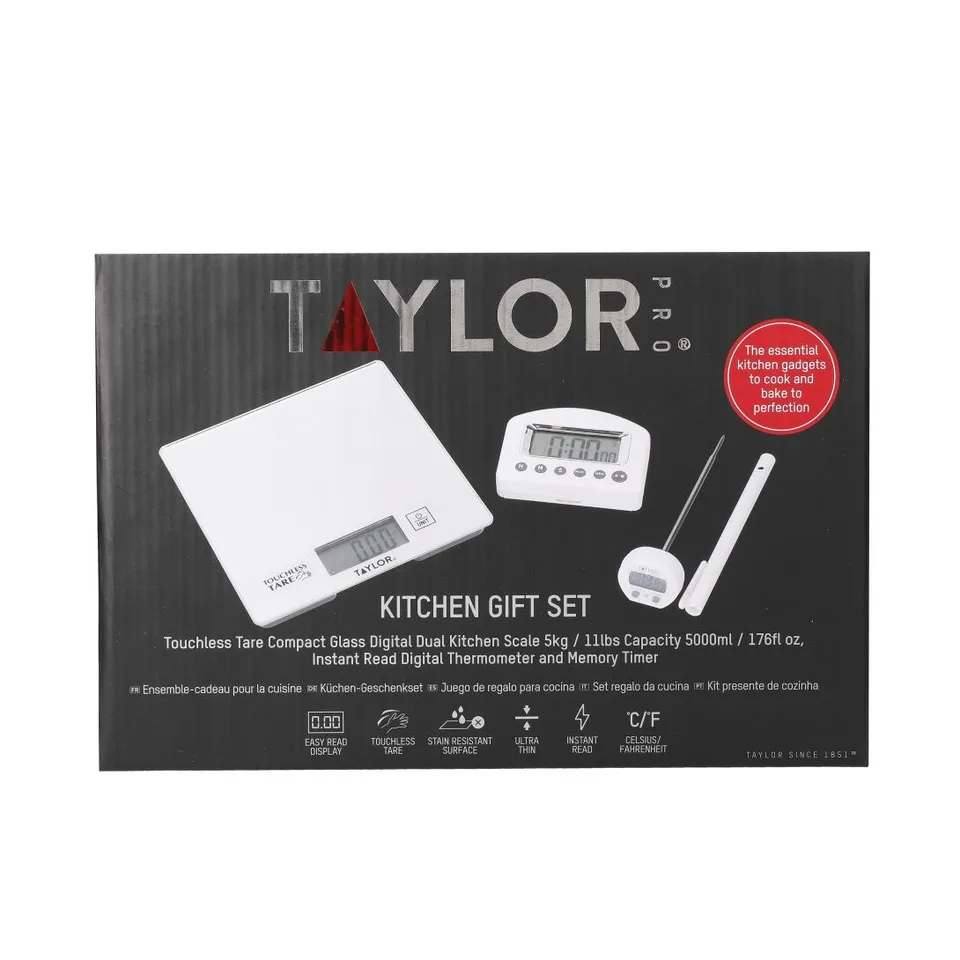 TAYLOR PRO®
The essential
kitchen gadgets
to cook and
bake to
perfection
0:00 00
H M S
UNIT
0.00
TAYLOR®
TOUCHLESS
TARE
TAYLOR
KITCHEN GIFT SET
Touchless Tare Compact Glass Digital Dual Kitchen Scale 5kg / 11lbs Capacity 5000ml / 176fl oz,
Instant Read Digital Thermometer and Memory Timer
FR Ensemble-cadeau pour la cuisine DE Küchen-Geschenkset ES Juego de regalo para cocina IT Set regalo da cucina PT Kit presente de cozinha
0.00
°C/°F
EASY READ
DISPLAY
TOUCHLESS
TARE
STAIN RESISTANT
SURFACE
ULTRA
THIN
INSTANT
READ
CELSIUS/
FAHRENHEIT
TAYLOR SINCE 1851™